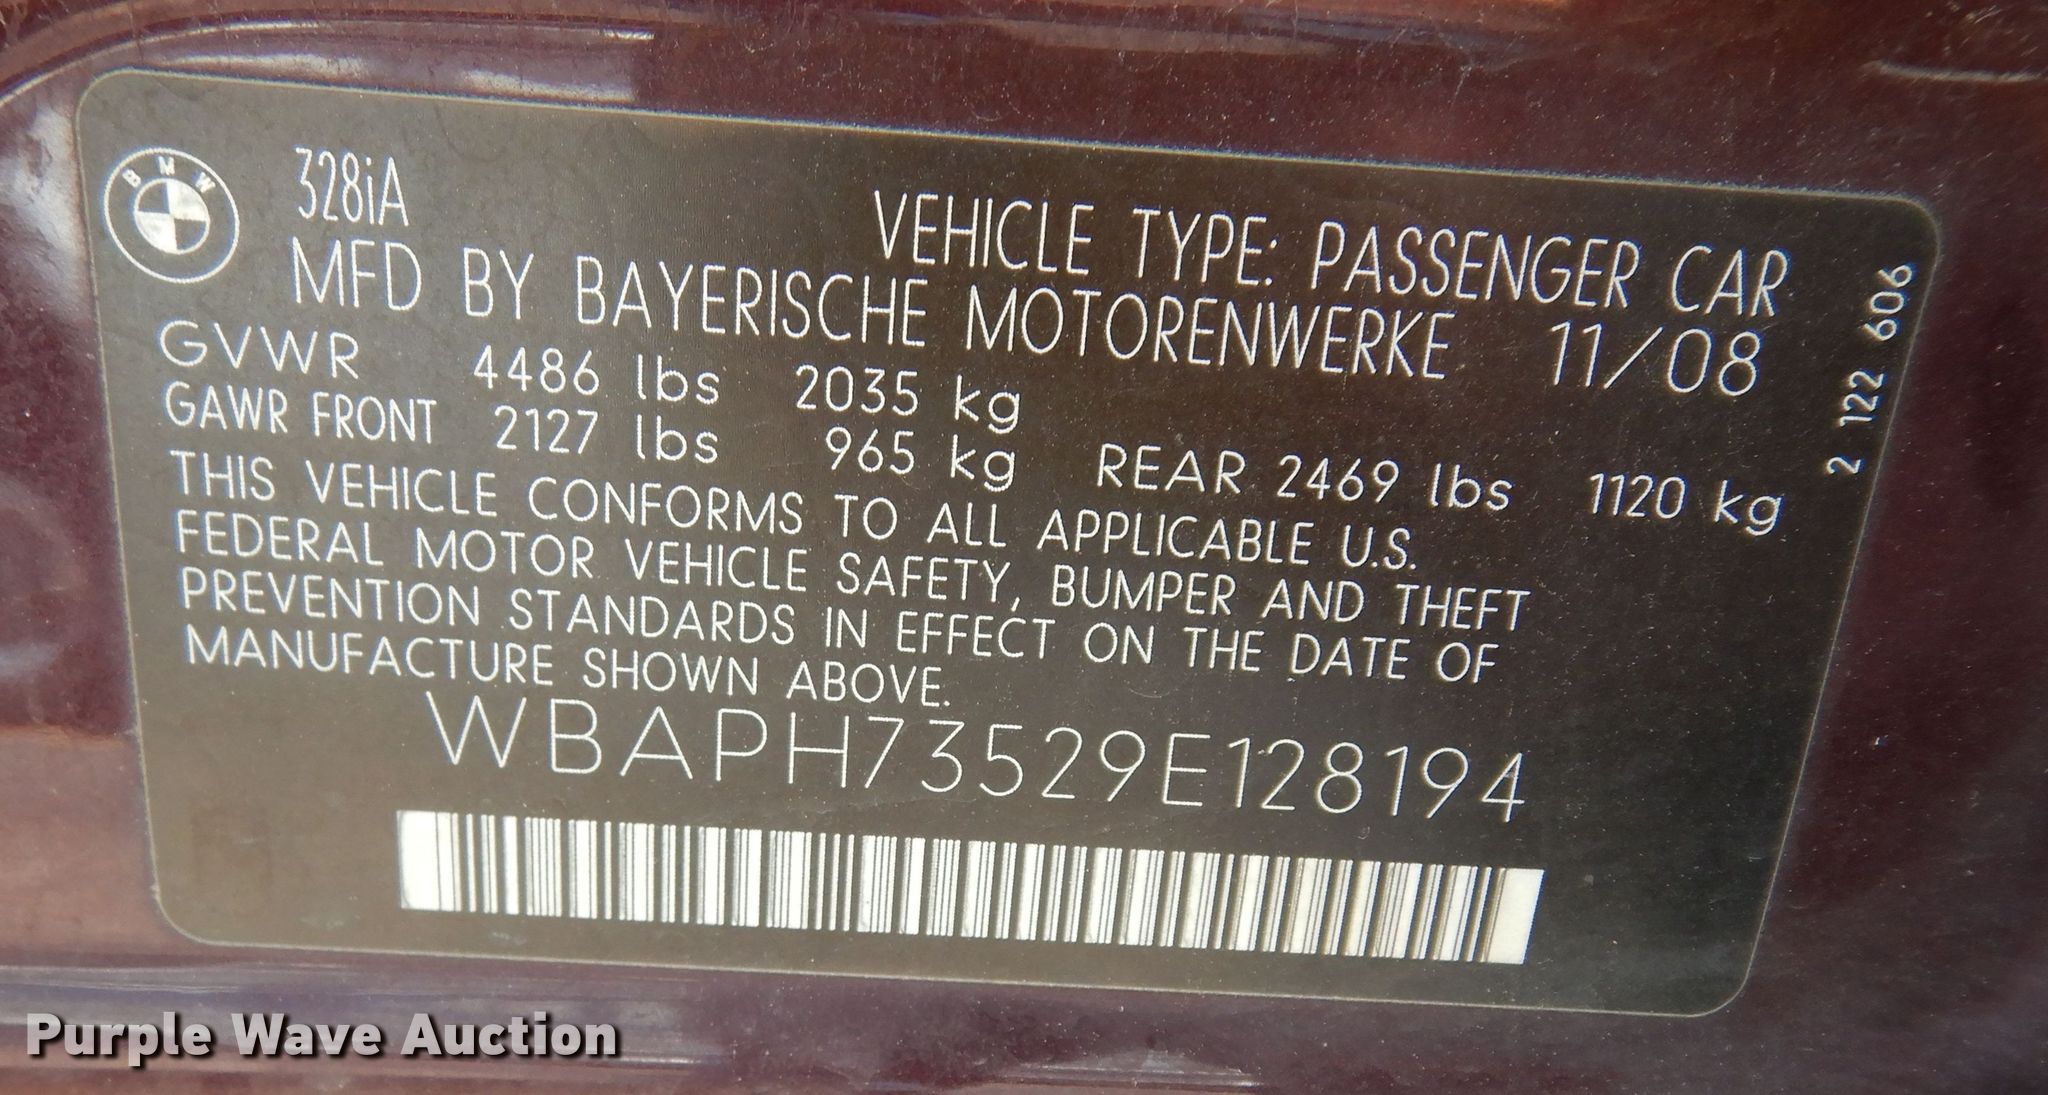 BMW
328iA
VEHICLE TYPE: PASSENGER CAR
MFD BY BAYERISCHE MOTORENWERKE 11/08
GVWR 4486 lbs 2035 kg
GAWR FRONT 2127 lbs 965 kg REAR 2469 lbs 1120 kg
THIS VEHICLE CONFORMS TO ALL APPLICABLE U.S.
FEDERAL MOTOR VEHICLE SAFETY, BUMPER AND THEFT
PREVENTION STANDARDS IN EFFECT ON THE DATE OF
MANUFACTURE SHOWN ABOVE.
WBAPH73529E128194
2 122 606
Purple Wave Auction